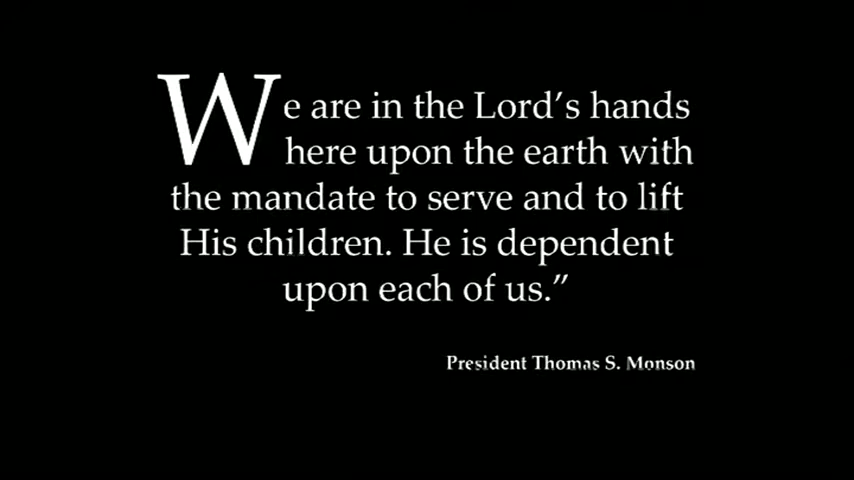 We are in the Lord’s hands
here upon the earth with
the mandate to serve and to lift
His children. He is dependent
upon each of us.”
President Thomas S. Monson